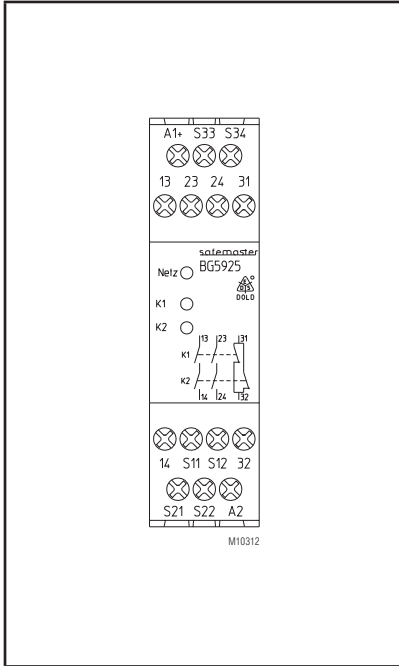 A1+ S33 S34
13 23 24 31
safemaster
Netz BG5925
DOLD
K1
K2
13 23 31
K1
K2
14 24 32
14 S11 S12 32
S21 S22 A2
M10312